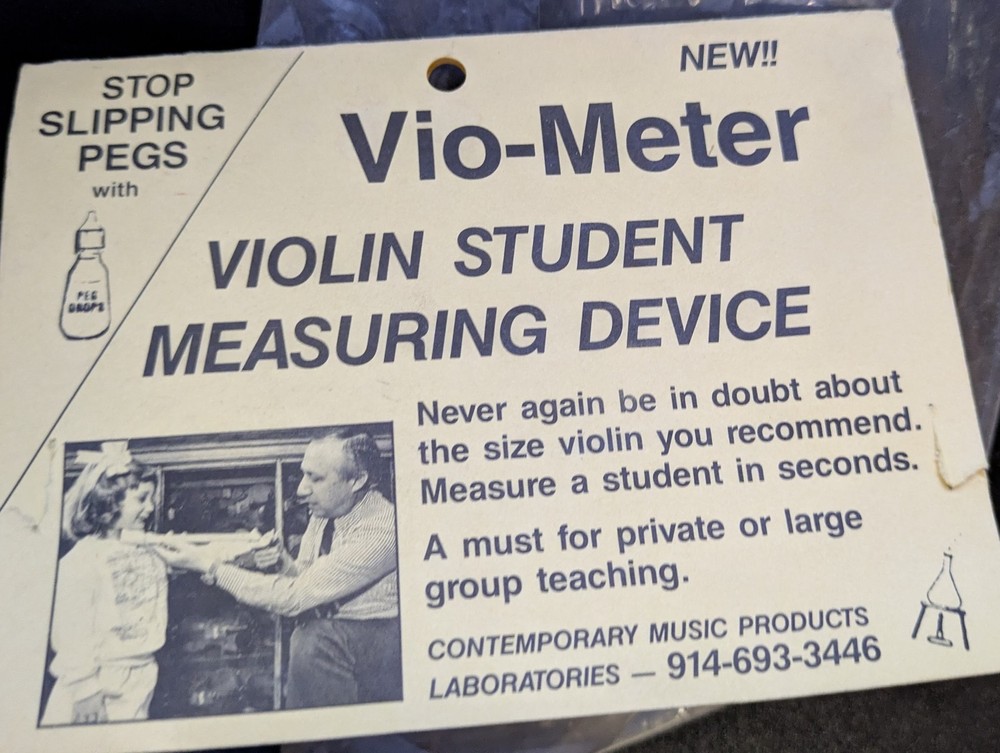 STOP
SLIPPING
PEGS
with
PEG
DROPS
NEW!!
Vio-Meter
VIOLIN STUDENT
MEASURING DEVICE
Never again be in doubt about
the size violin you recommend.
Measure a student in seconds.
A must for private or large
group teaching.
CONTEMPORARY MUSIC PRODUCTS
LABORATORIES — 914-693-3446